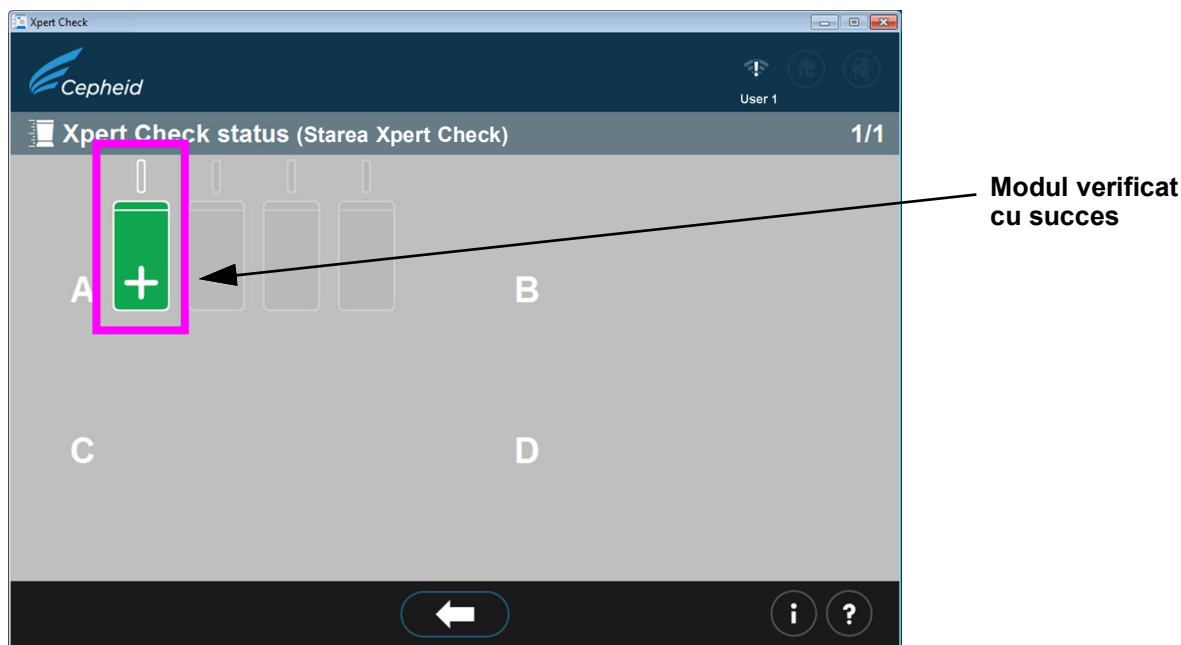 Xpert Check
Cepheid
User 1
Xpert Check status (Starea Xpert Check) 1/1
Modul verificat
cu succes
A B
C D
i ?